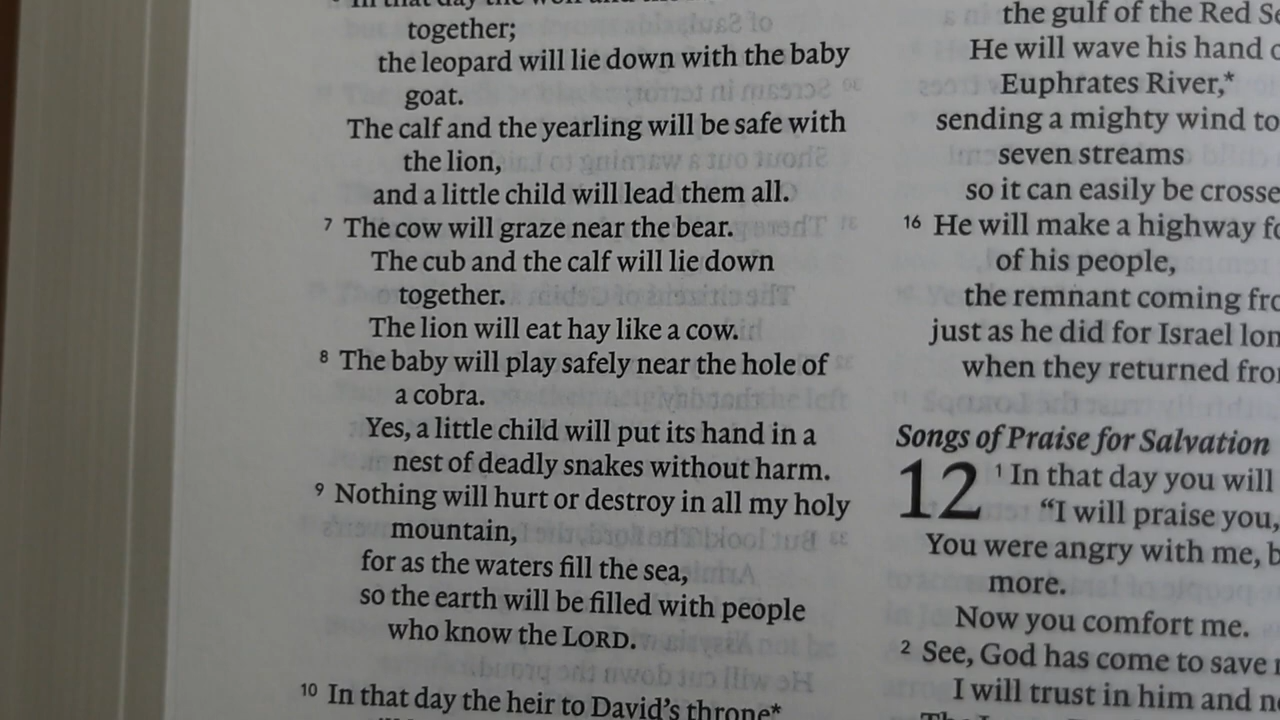 together;
the leopard will lie down with the baby
goat.
The calf and the yearling will be safe with
the lion,
and a little child will lead them all.
7 The cow will graze near the bear.
The cub and the calf will lie down
together.
The lion will eat hay like a cow.
8 The baby will play safely near the hole of
a cobra.
Yes, a little child will put its hand in a
nest of deadly snakes without harm.
9 Nothing will hurt or destroy in all my holy
mountain,
for as the waters fill the sea,
so the earth will be filled with people
who know the LORD.
10 In that day the heir to David's throne*
the gulf of the Red
He will wave his hand
Euphrates River,*
sending a mighty wind to
seven streams
so it can easily be
16 He will make a highway
of his people,
the remnant coming
just as he did for Israel
when they returned
Songs of Praise for Salvation
12 1 In that day you will
“I will praise you,
You were angry with me,
more.
Now you comfort me.
2 See, God has come to save
I will trust in him and